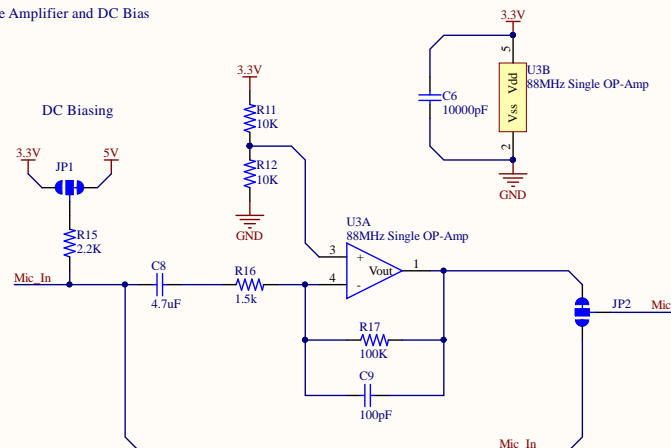 e Amplifier and DC Bias
3.3V
5
U3B
88MHz Single OP-Amp
Vdd
Vss
2
C6
10000pF
GND
3.3V
R11
10K
R12
10K
GND
DC Biasing
3.3V
5V
JP1
R15
2.2K
Mic_In
C8
4.7uF
R16
1.5k
U3A
88MHz Single OP-Amp
3
+
Vout
1
4
-
R17
100K
C9
100pF
JP2
Mic
Mic_In